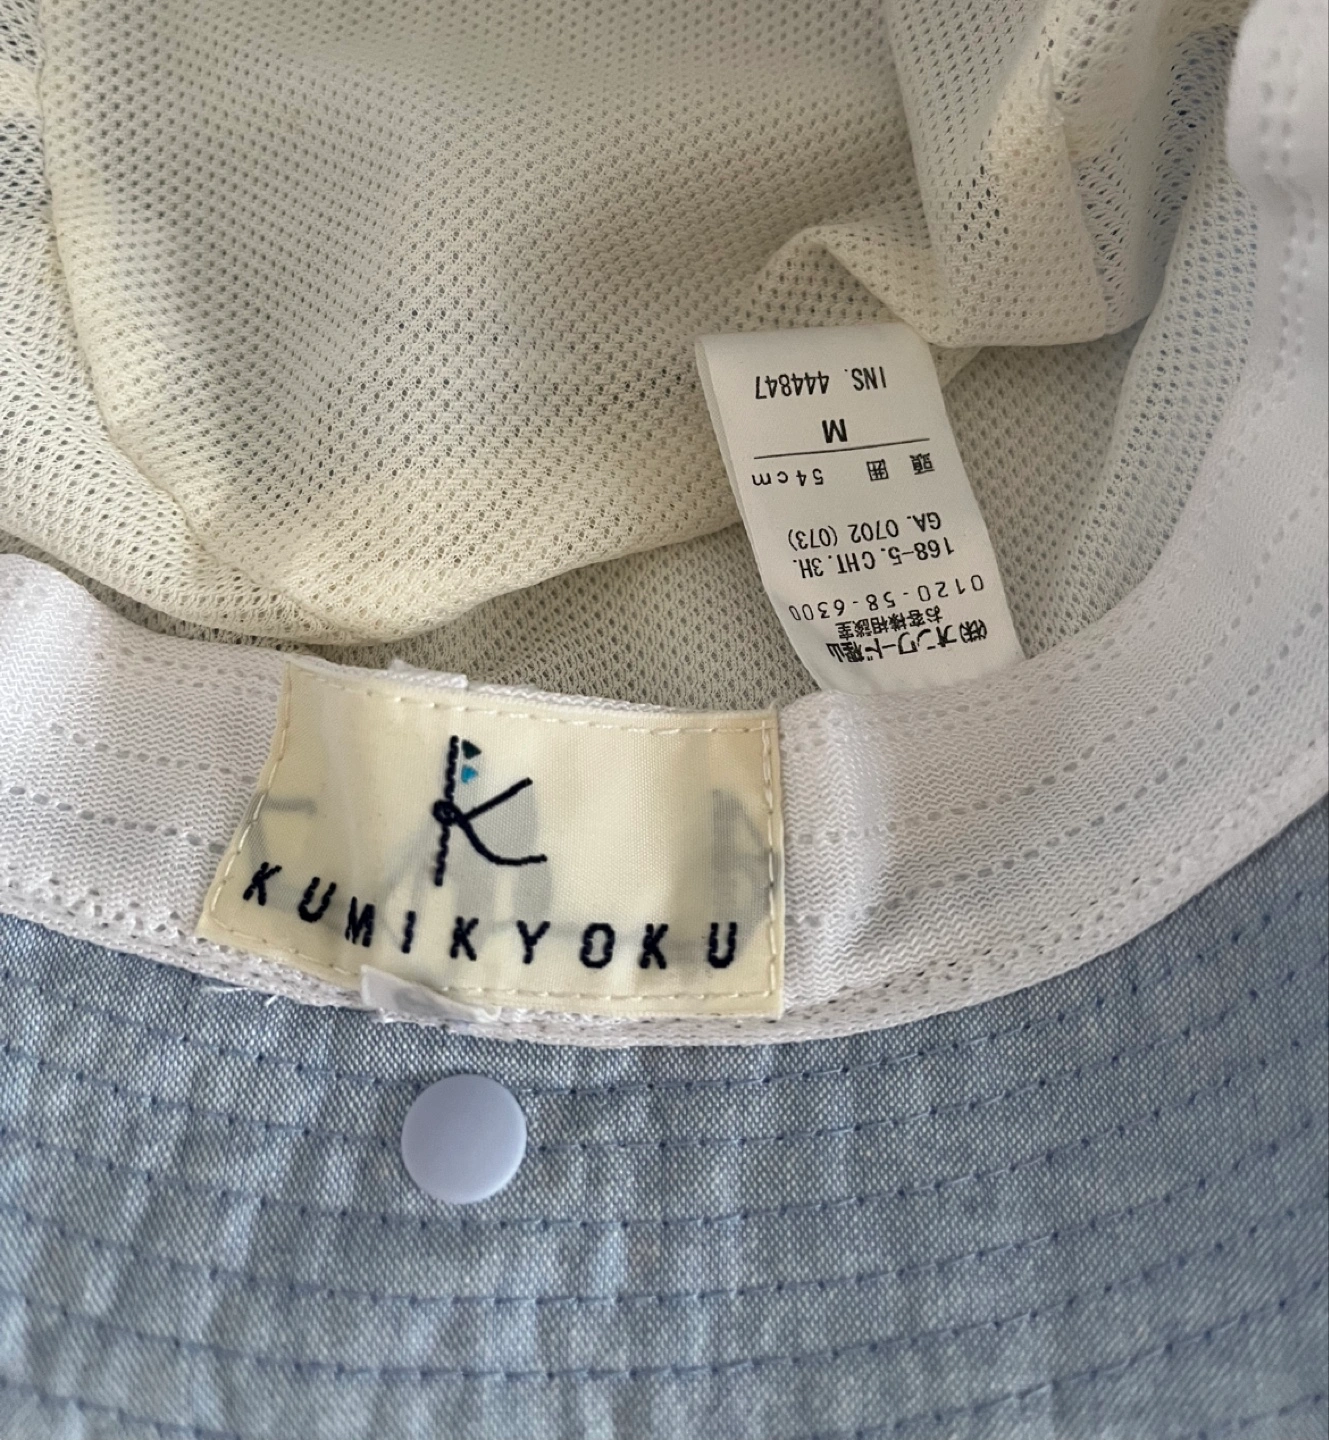 KUMIKYOKU
㈱オンワード樫山
お客様相談室
0120-58-6300
168-5. CHT. 3H.
GA. 0702 (073)
頭 囲 54cm
M
INS. 444847